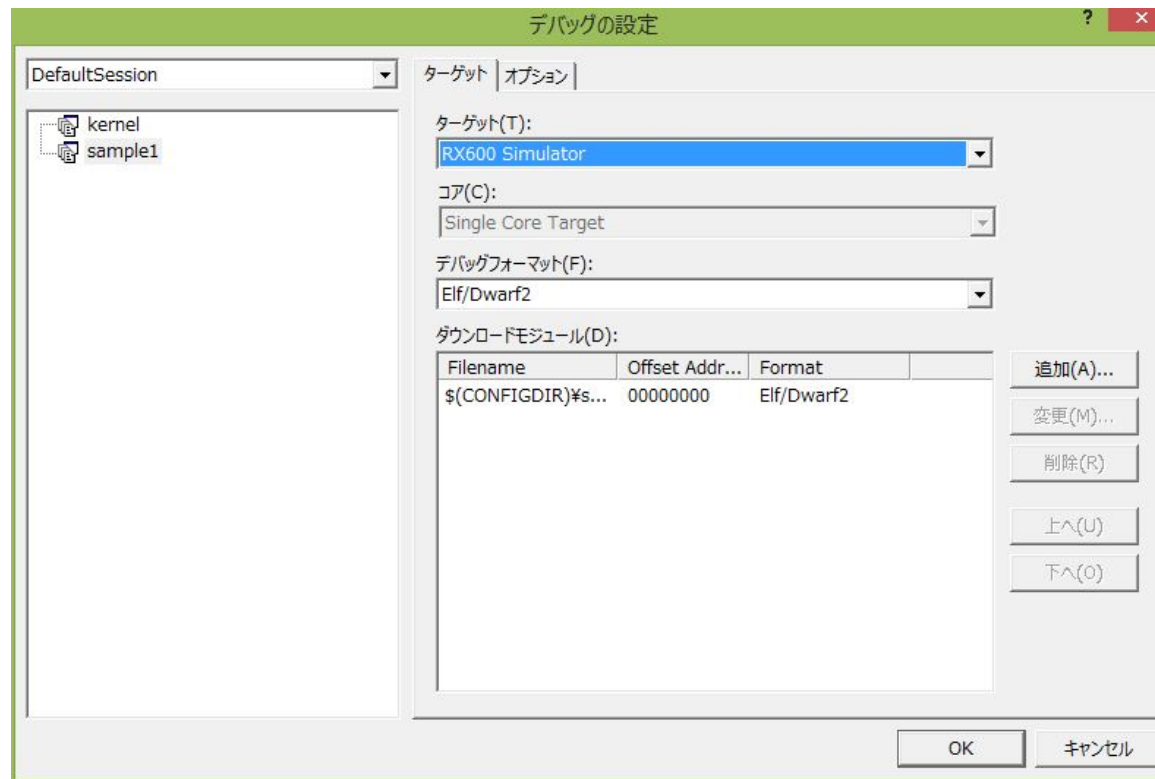 デバッグの設定
?
×
DefaultSession
kernel
sample1
ターゲット
オプション
ターゲット(T):
RX600 Simulator
コア(C):
Single Core Target
デバッグフォーマット(F):
Elf/Dwarf2
ダウンロードモジュール(D):
Filename Offset Addr... Format
$(CONFIGDIR)¥s... 00000000 Elf/Dwarf2
追加(A)...
変更(M)...
削除(R)
上へ(U)
下へ(O)
OK
キャンセル